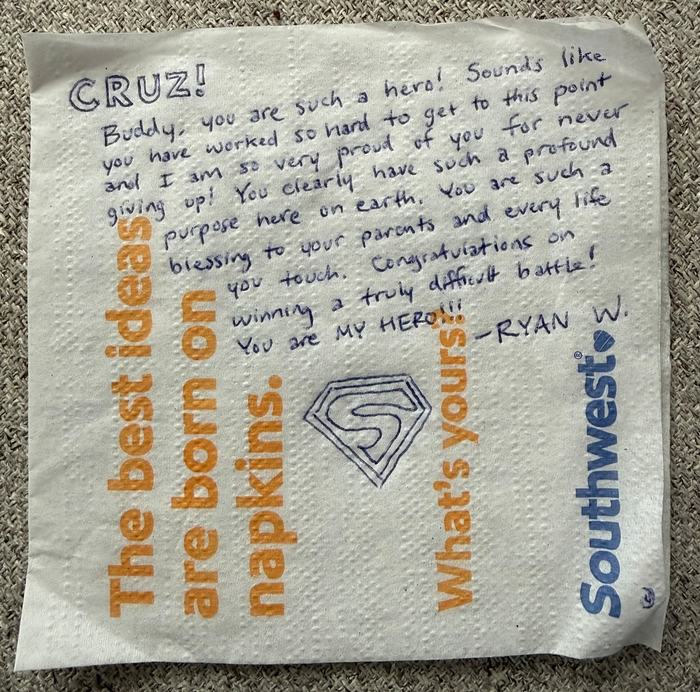 CRUZ!
Buddy, you are such a hero! Sounds like
you have worked so hard to get to this point
and I am so very proud of you for never
giving up! You clearly have such a profound
purpose here on earth. You are such a
blessing to your parents and every life
you touch. Congratulations on
winning a truly difficult battle!
You are MY HERO!!!
-RYAN W.
S
The best ideas
are born on
napkins.
What's yours?
Southwest®